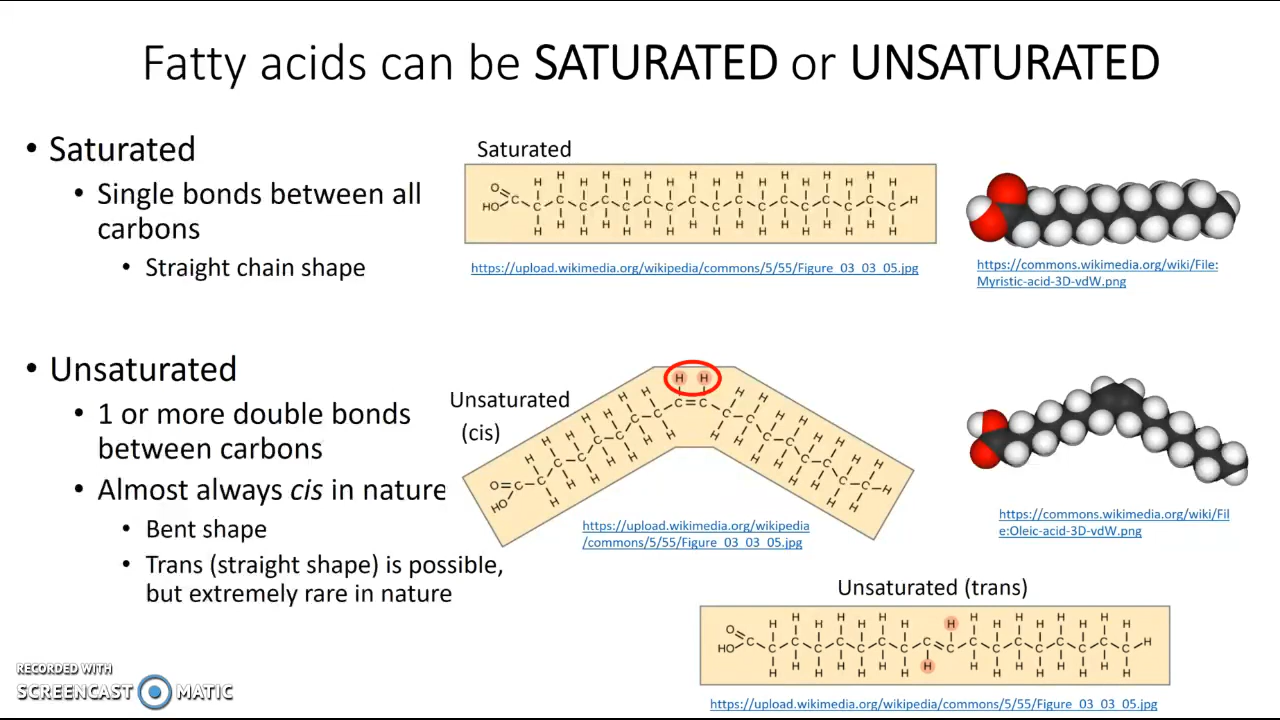 Fatty acids can be SATURATED or UNSATURATED
• Saturated
• Single bonds between all
carbons
• Straight chain shape
Saturated
https://upload.wikimedia.org/wikipedia/commons/5/55/Figure_03_03_05.jpg
https://commons.wikimedia.org/wiki/File:
Myristic-acid-3D-vdW.png
• Unsaturated
• 1 or more double bonds
between carbons
• Almost always cis in nature
• Bent shape
• Trans (straight shape) is possible,
but extremely rare in nature
Unsaturated
(cis)
https://upload.wikimedia.org/wikipedia
/commons/5/55/Figure_03_03_05.jpg
https://commons.wikimedia.org/wiki/Fil
e:Oleic-acid-3D-vdW.png
Unsaturated (trans)
https://upload.wikimedia.org/wikipedia/commons/5/55/Figure_03_03_05.jpg
RECORDED WITH
SCREENCAST MATIC